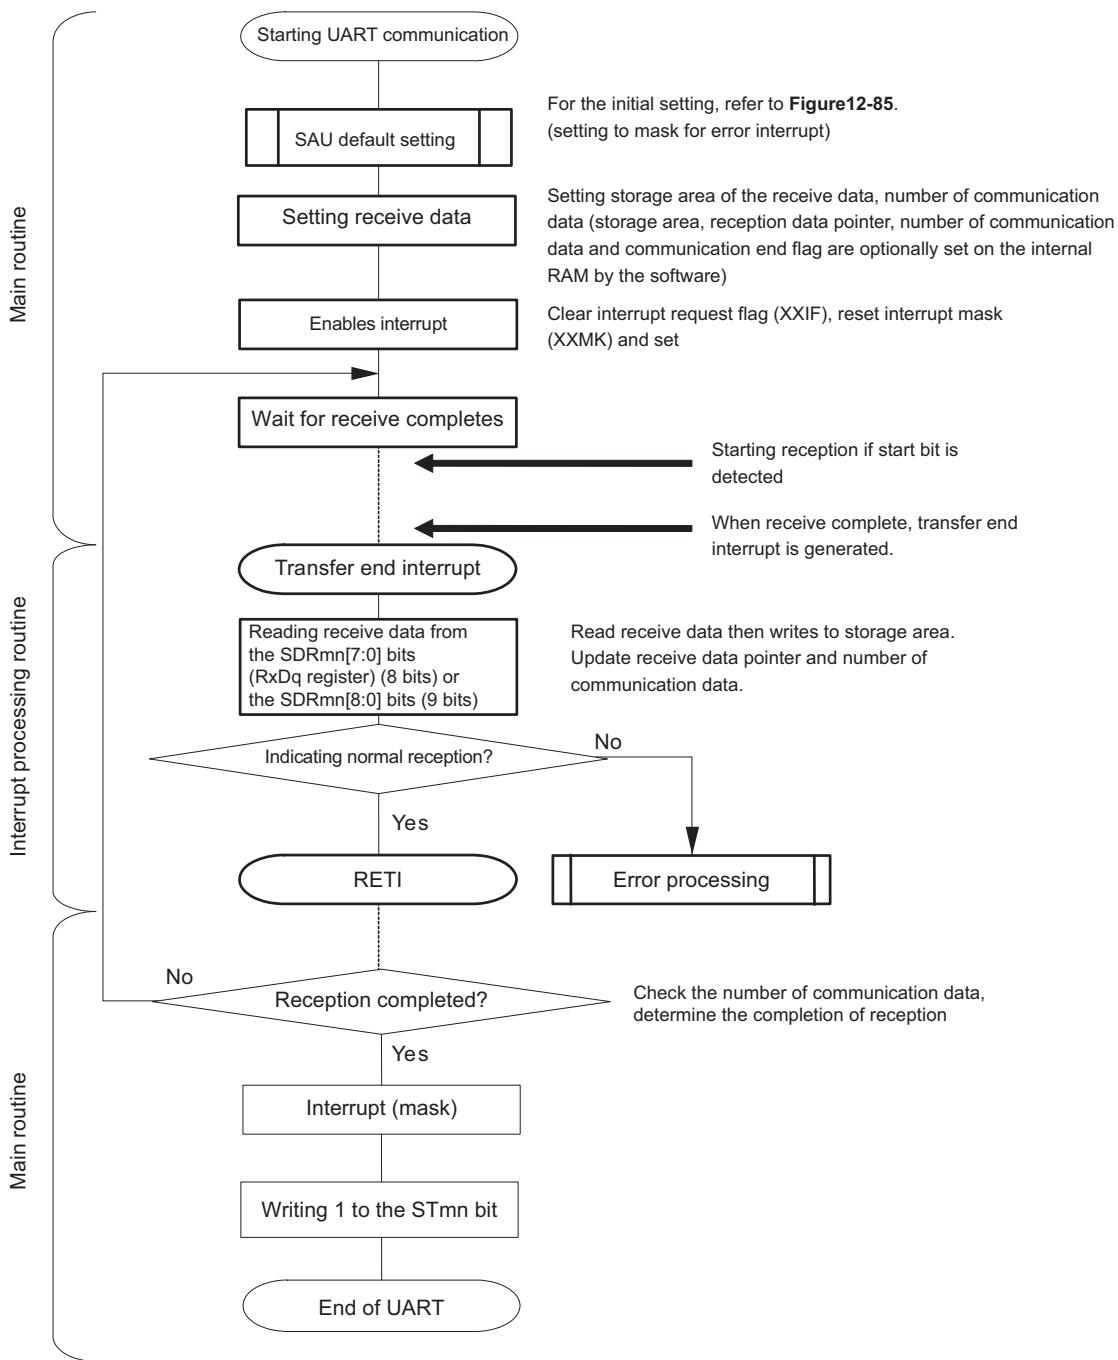 Starting UART communication
For the initial setting, refer to Figure12-85.
(setting to mask for error interrupt)
SAU default setting
Setting storage area of the receive data, number of communication
data (storage area, reception data pointer, number of communication
data and communication end flag are optionally set on the internal
RAM by the software)
Setting receive data
Main routine
Enables interrupt
Clear interrupt request flag (XXIF), reset interrupt mask
(XXMK) and set
Wait for receive completes
Starting reception if start bit is
detected
When receive complete, transfer end
interrupt is generated.
Transfer end interrupt
Interrupt processing routine
Reading receive data from
the SDRmn[7:0] bits
(RxDq register) (8 bits) or
the SDRmn[8:0] bits (9 bits)
Read receive data then writes to storage area.
Update receive data pointer and number of
communication data.
Indicating normal reception?
No
Yes
RETI
Error processing
No
Reception completed?
Check the number of communication data,
determine the completion of reception
Yes
Main routine
Interrupt (mask)
Writing 1 to the STmn bit
End of UART